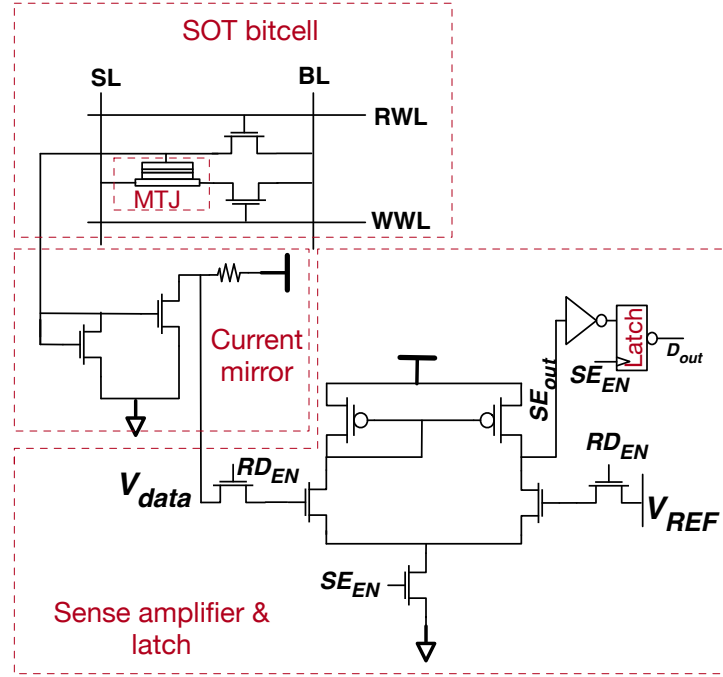 SOT bitcell
SL
BL
RWL
MTJ
WWL
Current
mirror
SE_out
Latch
D_out
SE_EN
RD_EN
RD_EN
V_data
V_REF
SE_EN
Sense amplifier &
latch